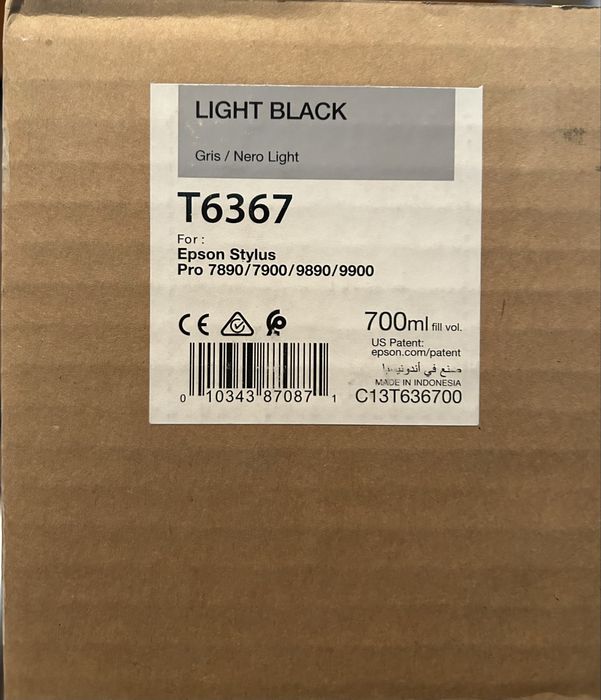 LIGHT BLACK
Gris / Nero Light
T6367
For :
Epson Stylus
Pro 7890/7900/9890/9900
CE
700ml fill vol.
US Patent:
epson.com/patent
صنع في أندونيسيا
MADE IN INDONESIA
0 10343 87087 1
C13T636700